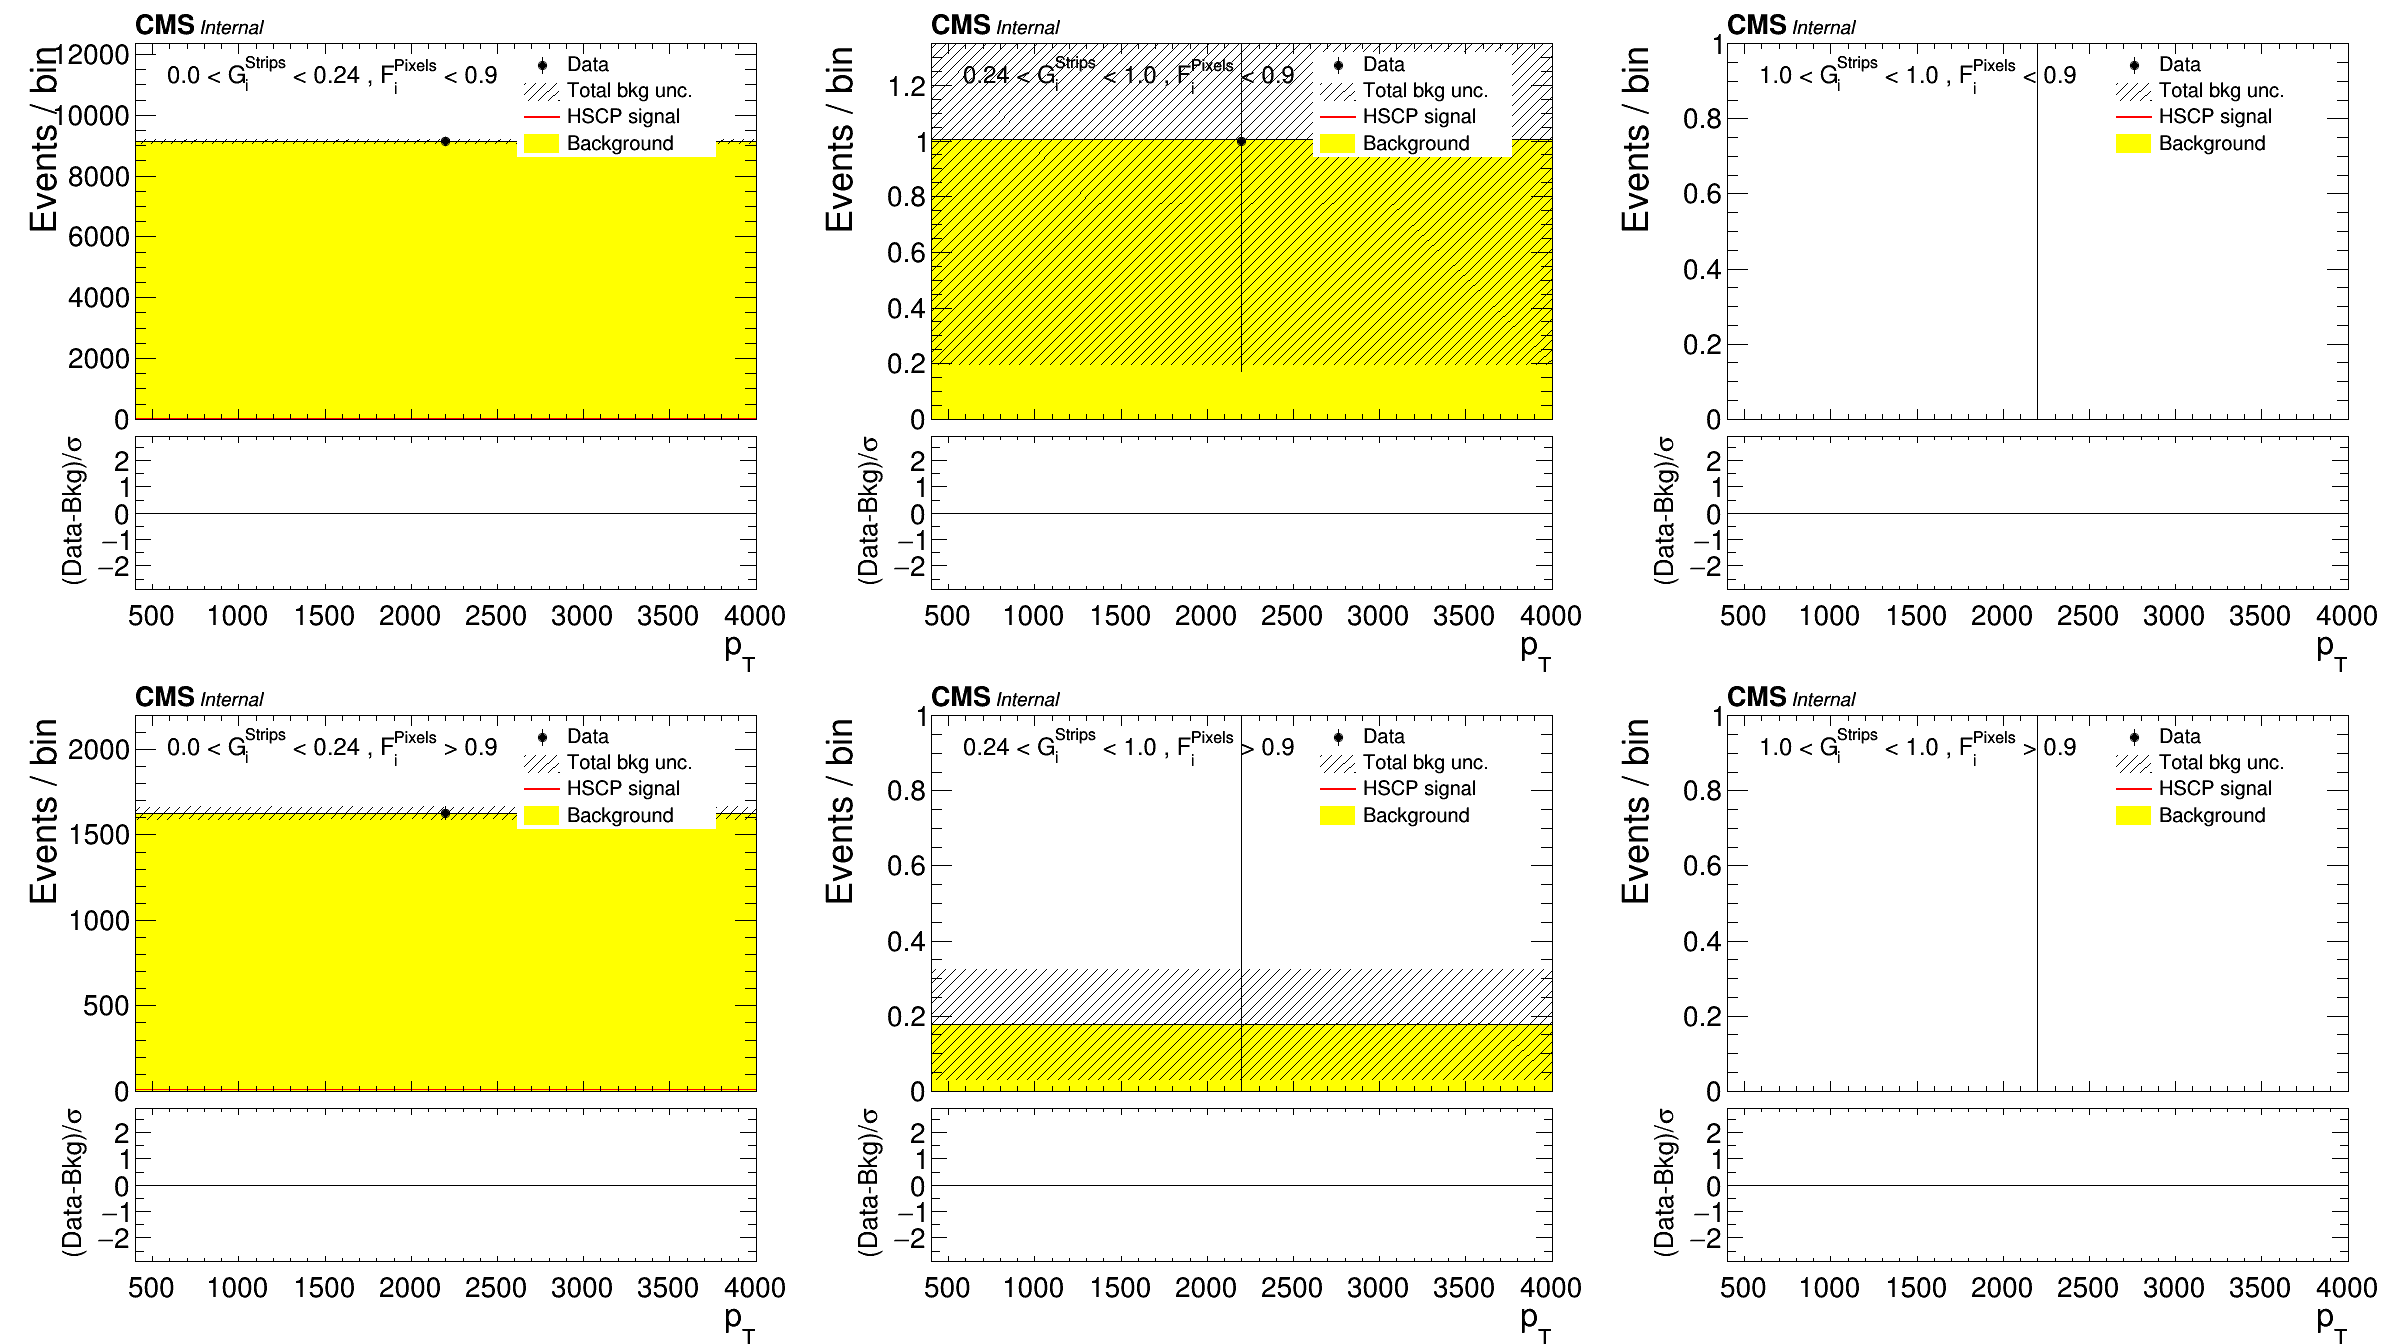 CMS Internal
Events / bin
12000
10000
8000
6000
4000
2000
0
0.0 < G_i^Strips < 0.24 , F_i^Pixels < 0.9
Data
Total bkg unc.
HSCP signal
Background
(Data-Bkg)/σ
2
1
0
−1
−2
500 1000 1500 2000 2500 3000 3500 4000
p_T
CMS Internal
Events / bin
1.2
1
0.8
0.6
0.4
0.2
0
0.24 < G_i^Strips < 1.0 , F_i^Pixels < 0.9
Data
Total bkg unc.
HSCP signal
Background
(Data-Bkg)/σ
2
1
0
−1
−2
500 1000 1500 2000 2500 3000 3500 4000
p_T
CMS Internal
Events / bin
1
0.8
0.6
0.4
0.2
0
1.0 < G_i^Strips < 1.0 , F_i^Pixels < 0.9
Data
Total bkg unc.
HSCP signal
Background
(Data-Bkg)/σ
2
1
0
−1
−2
500 1000 1500 2000 2500 3000 3500 4000
p_T
CMS Internal
Events / bin
2000
1500
1000
500
0
0.0 < G_i^Strips < 0.24 , F_i^Pixels > 0.9
Data
Total bkg unc.
HSCP signal
Background
(Data-Bkg)/σ
2
1
0
−1
−2
500 1000 1500 2000 2500 3000 3500 4000
p_T
CMS Internal
Events / bin
1
0.8
0.6
0.4
0.2
0
0.24 < G_i^Strips < 1.0 , F_i^Pixels > 0.9
Data
Total bkg unc.
HSCP signal
Background
(Data-Bkg)/σ
2
1
0
−1
−2
500 1000 1500 2000 2500 3000 3500 4000
p_T
CMS Internal
Events / bin
1
0.8
0.6
0.4
0.2
0
1.0 < G_i^Strips < 1.0 , F_i^Pixels > 0.9
Data
Total bkg unc.
HSCP signal
Background
(Data-Bkg)/σ
2
1
0
−1
−2
500 1000 1500 2000 2500 3000 3500 4000
p_T